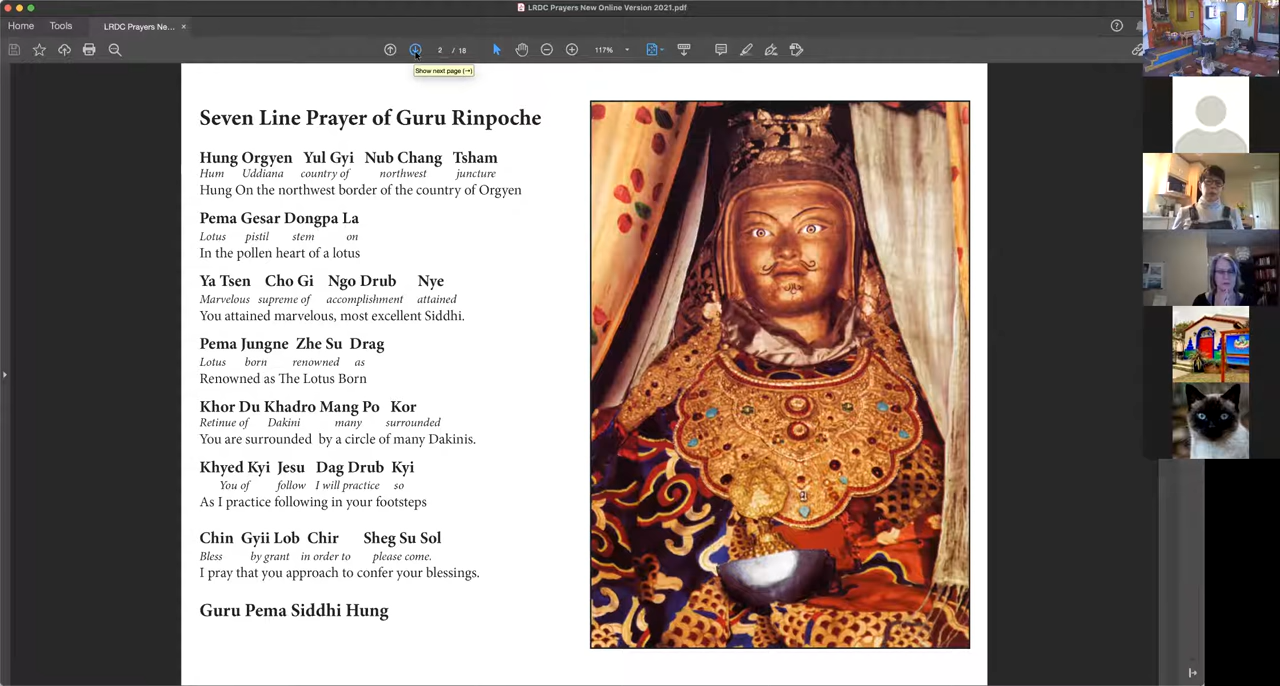 LRDC Prayers New Online Version 2021.pdf
Home Tools LRDC Prayers Ne... ×
2 / 18 117%
Show next page (→)
Seven Line Prayer of Guru Rinpoche
Hung Orgyen Yul Gyi Nub Chang Tsham
Hum Uddiana country of northwest juncture
Hung On the northwest border of the country of Orgyen
Pema Gesar Dongpa La
Lotus pistil stem on
In the pollen heart of a lotus
Ya Tsen Cho Gi Ngo Drub Nye
Marvelous supreme of accomplishment attained
You attained marvelous, most excellent Siddhi.
Pema Jungne Zhe Su Drag
Lotus born renowned as
Renowned as The Lotus Born
Khor Du Khadro Mang Po Kor
Retinue of Dakini many surrounded
You are surrounded by a circle of many Dakinis.
Khyed Kyi Jesu Dag Drub Kyi
You of follow I will practice so
As I practice following in your footsteps
Chin Gyii Lob Chir Sheg Su Sol
Bless by grant in order to please come.
I pray that you approach to confer your blessings.
Guru Pema Siddhi Hung